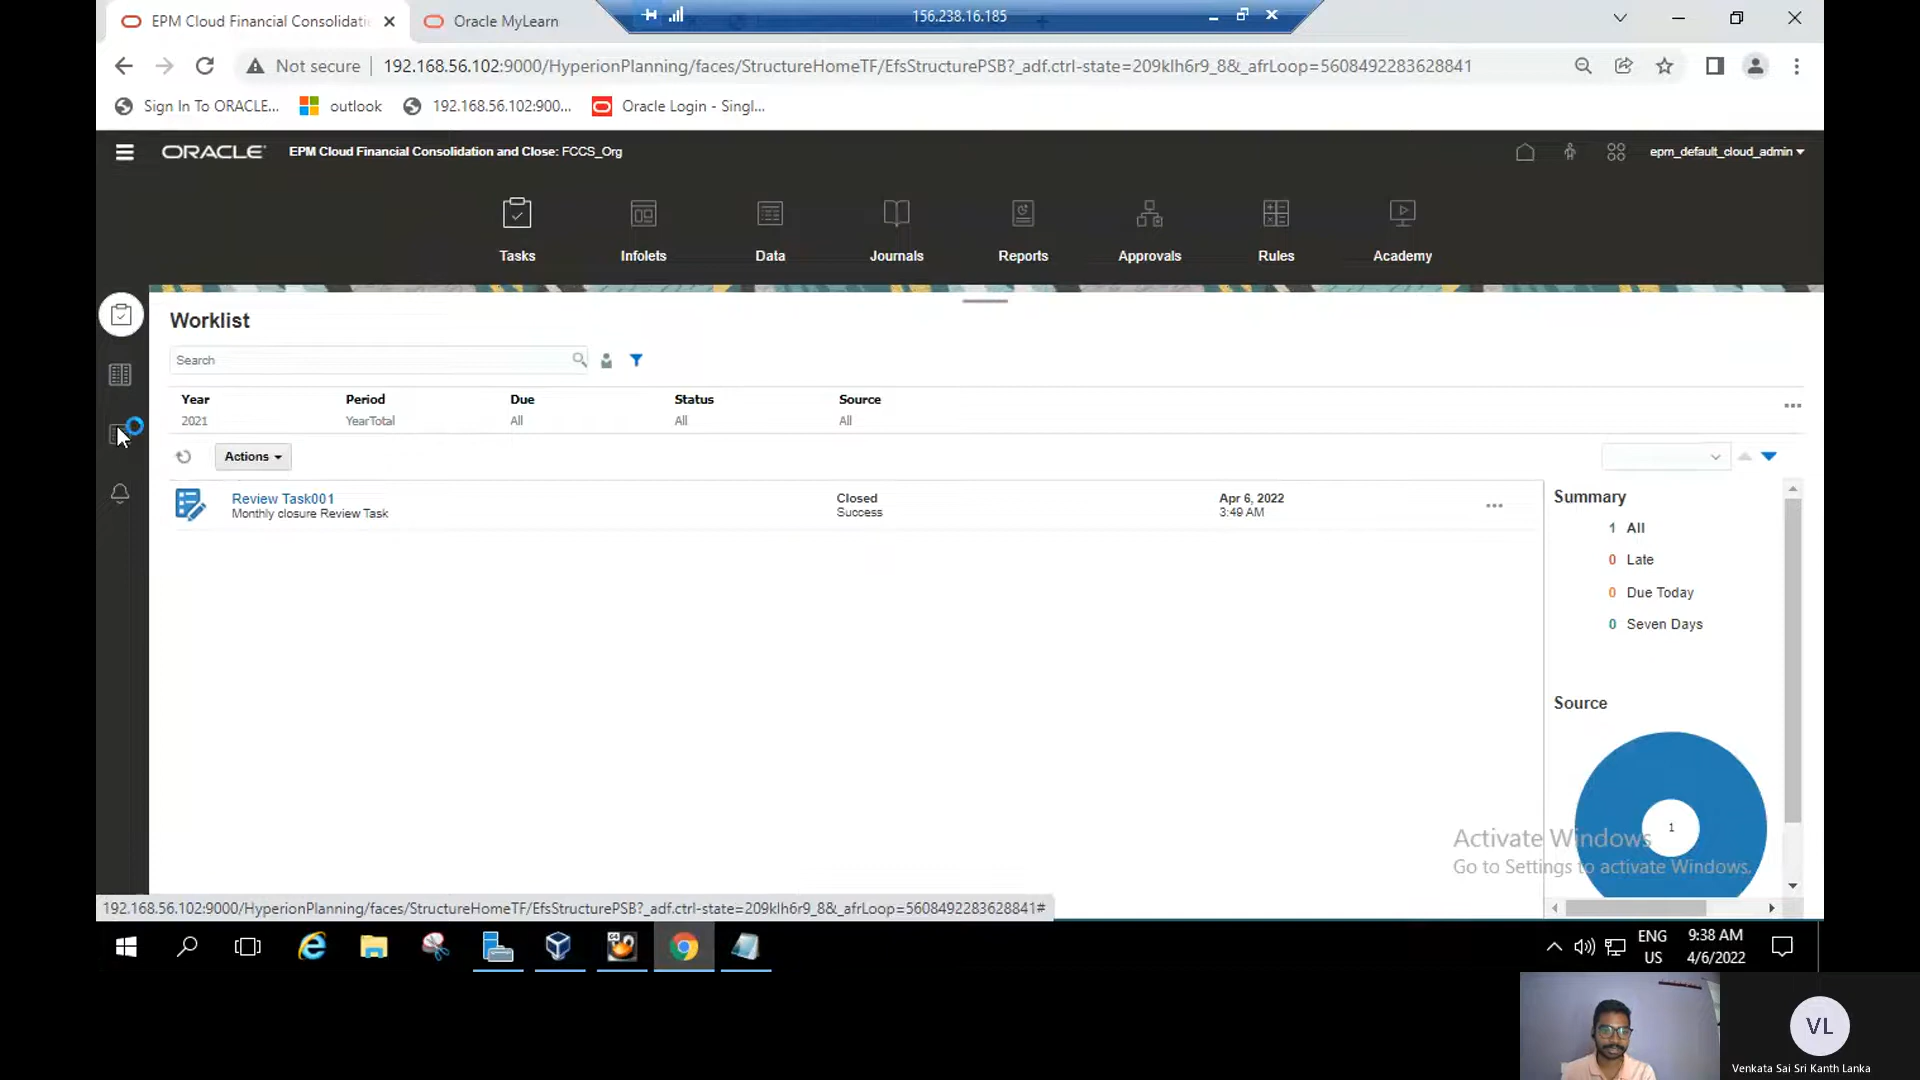 EPM Cloud Financial Consolidati
Oracle MyLearn
156.238.16.185
Not secure
192.168.56.102:9000/HyperionPlanning/faces/StructureHomeTF/EfsStructurePSB?_adf.ctrl-state=209klh6r9_8&_afrLoop=5608492283628841
Sign In To ORACLE...
outlook
192.168.56.102:900...
Oracle Login - Singl...
ORACLE
EPM Cloud Financial Consolidation and Close: FCCS_Org
epm_default_cloud_admin
Tasks
Infolets
Data
Journals
Reports
Approvals
Rules
Academy
Worklist
Search
Year
Period
Due
Status
Source
2021
YearTotal
All
All
All
Actions
Review Task001
Monthly closure Review Task
Closed
Success
Apr 6, 2022
3:49 AM
Summary
1 All
0 Late
0 Due Today
0 Seven Days
Source
1
Activate Windows
Go to Settings to activate Windows.
192.168.56.102:9000/HyperionPlanning/faces/StructureHomeTF/EfsStructurePSB?_adf.ctrl-state=209klh6r9_8&_afrLoop=5608492283628841#
64
ENG
US
9:38 AM
4/6/2022
VL
Venkata Sai Sri Kanth Lanka